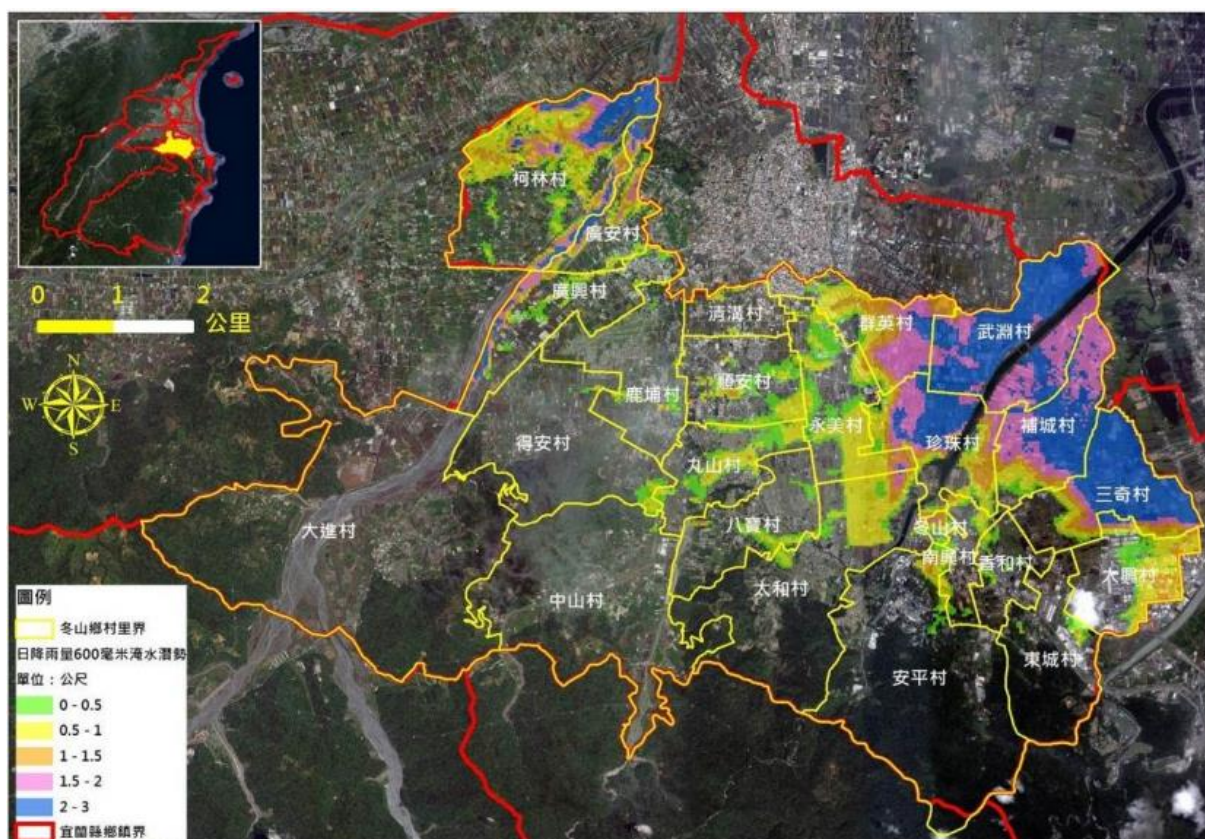 0 1 2
公里
N
W E
S
柯林村
廣安村
廣興村
清溝村
群英村
武淵村
順安村
鹿埔村
永美村
珍珠村
補城村
得安村
丸山村
三奇村
八寶村
冬山村
大進村
南興村
香和村
大興村
中山村
太和村
東城村
安平村
圖例
冬山鄉村里界
日降雨量600毫米淹水潛勢
單位：公尺
0 - 0.5
0.5 - 1
1 - 1.5
1.5 - 2
2 - 3
宜蘭縣鄉鎮界